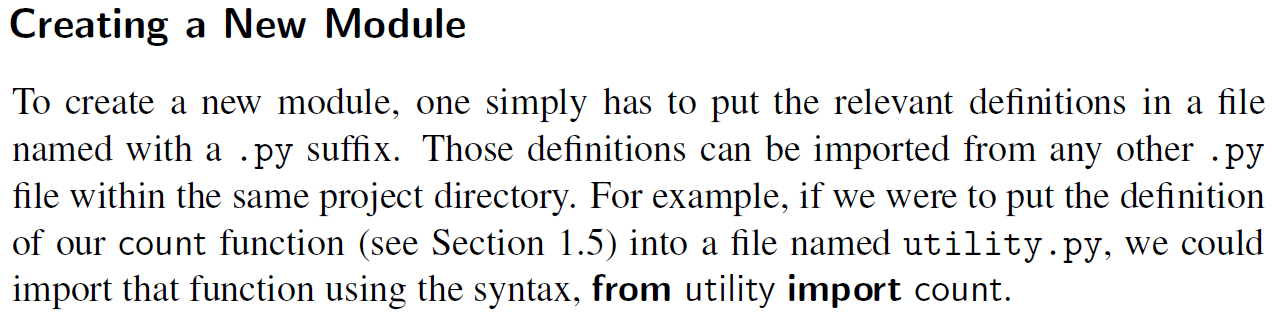 Creating a New Module
To create a new module, one simply has to put the relevant definitions in a file
named with a .py suffix. Those definitions can be imported from any other .py
file within the same project directory. For example, if we were to put the definition
of our count function (see Section 1.5) into a file named utility.py, we could
import that function using the syntax, from utility import count.